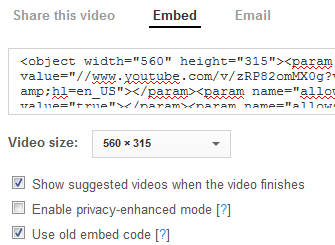 Share this video Embed Email
<object width="560" height="315"><param
value="//www.youtube.com/v/zRP82omMX0g?v
amp;hl=en_US"></param><param name="allow
value="true"></param><param name="allows
Video size: 560 × 315
Show suggested videos when the video finishes
Enable privacy-enhanced mode [?]
Use old embed code [?]